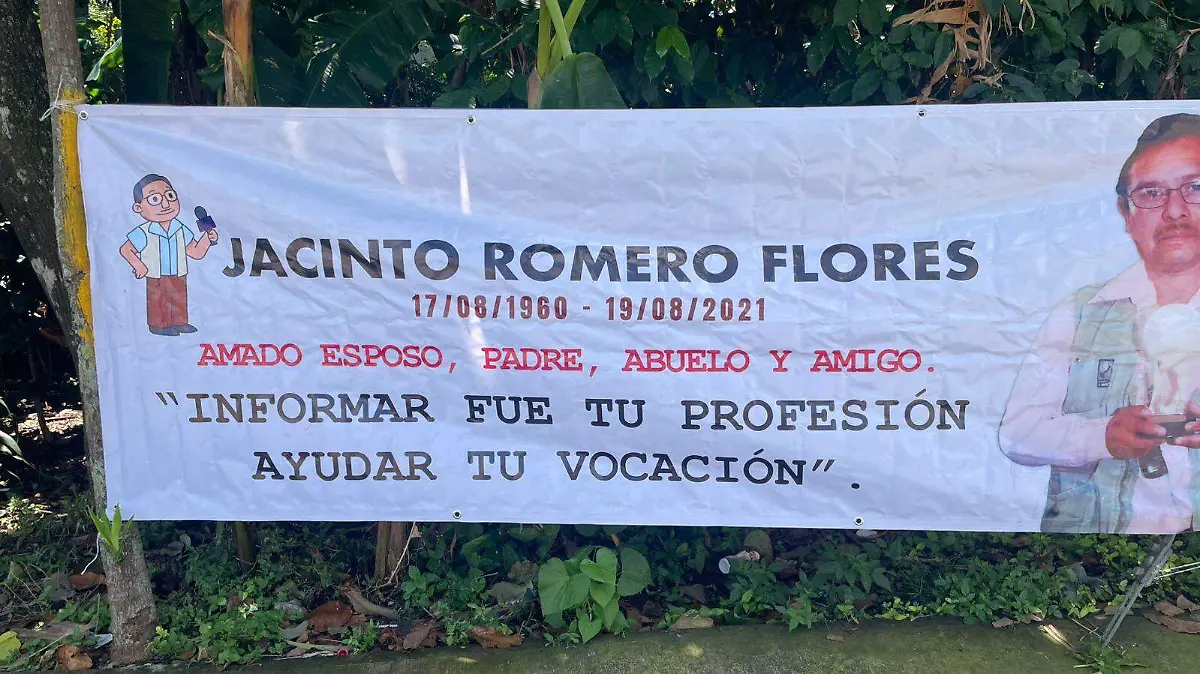 JACINTO ROMERO FLORES
17/08/1960 - 19/08/2021
AMADO ESPOSO, PADRE, ABUELO Y AMIGO.
"INFORMAR FUE TU PROFESIÓN
AYUDAR TU VOCACIÓN".